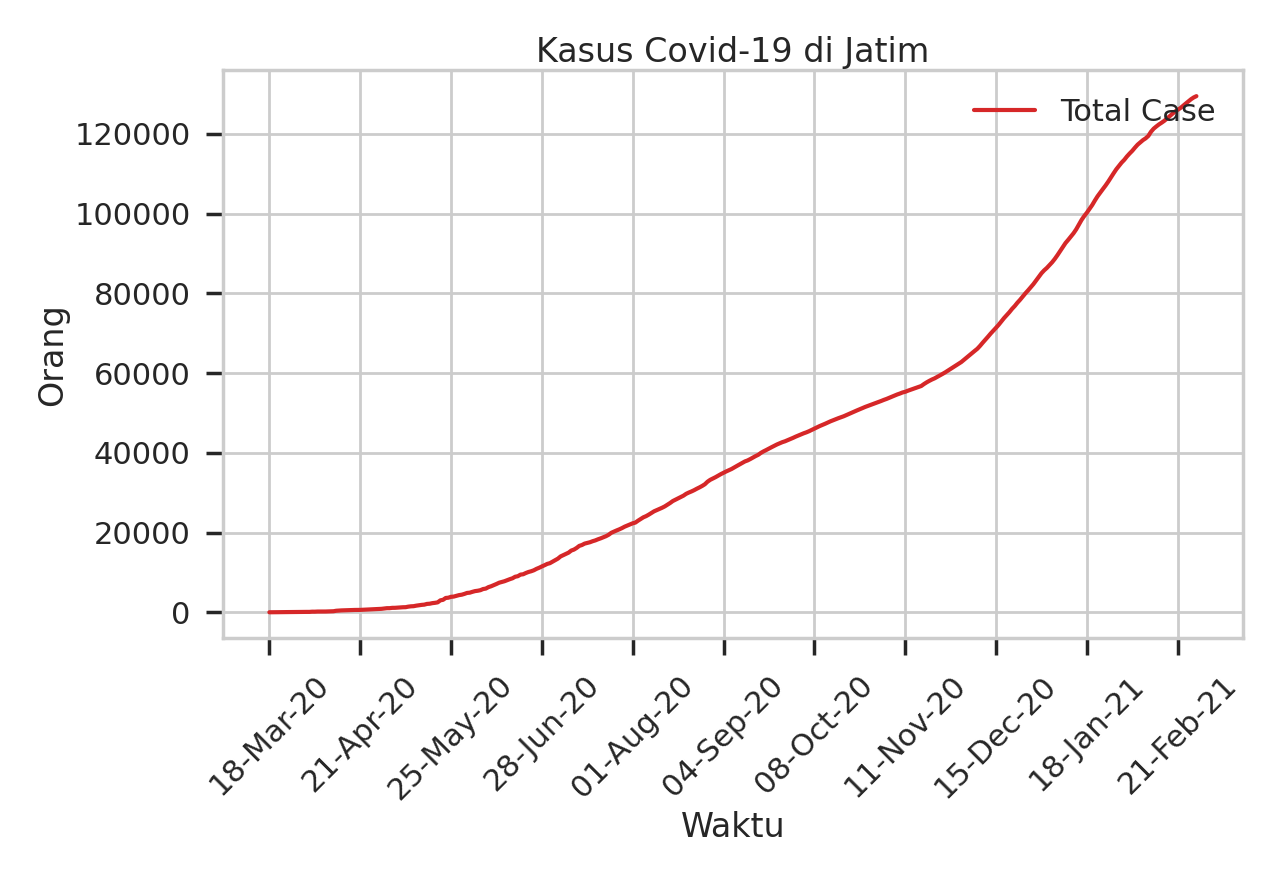 Kasus Covid-19 di Jatim
Total Case
Orang
120000
100000
80000
60000
40000
20000
0
18-Mar-20
21-Apr-20
25-May-20
28-Jun-20
01-Aug-20
04-Sep-20
08-Oct-20
11-Nov-20
15-Dec-20
18-Jan-21
21-Feb-21
Waktu